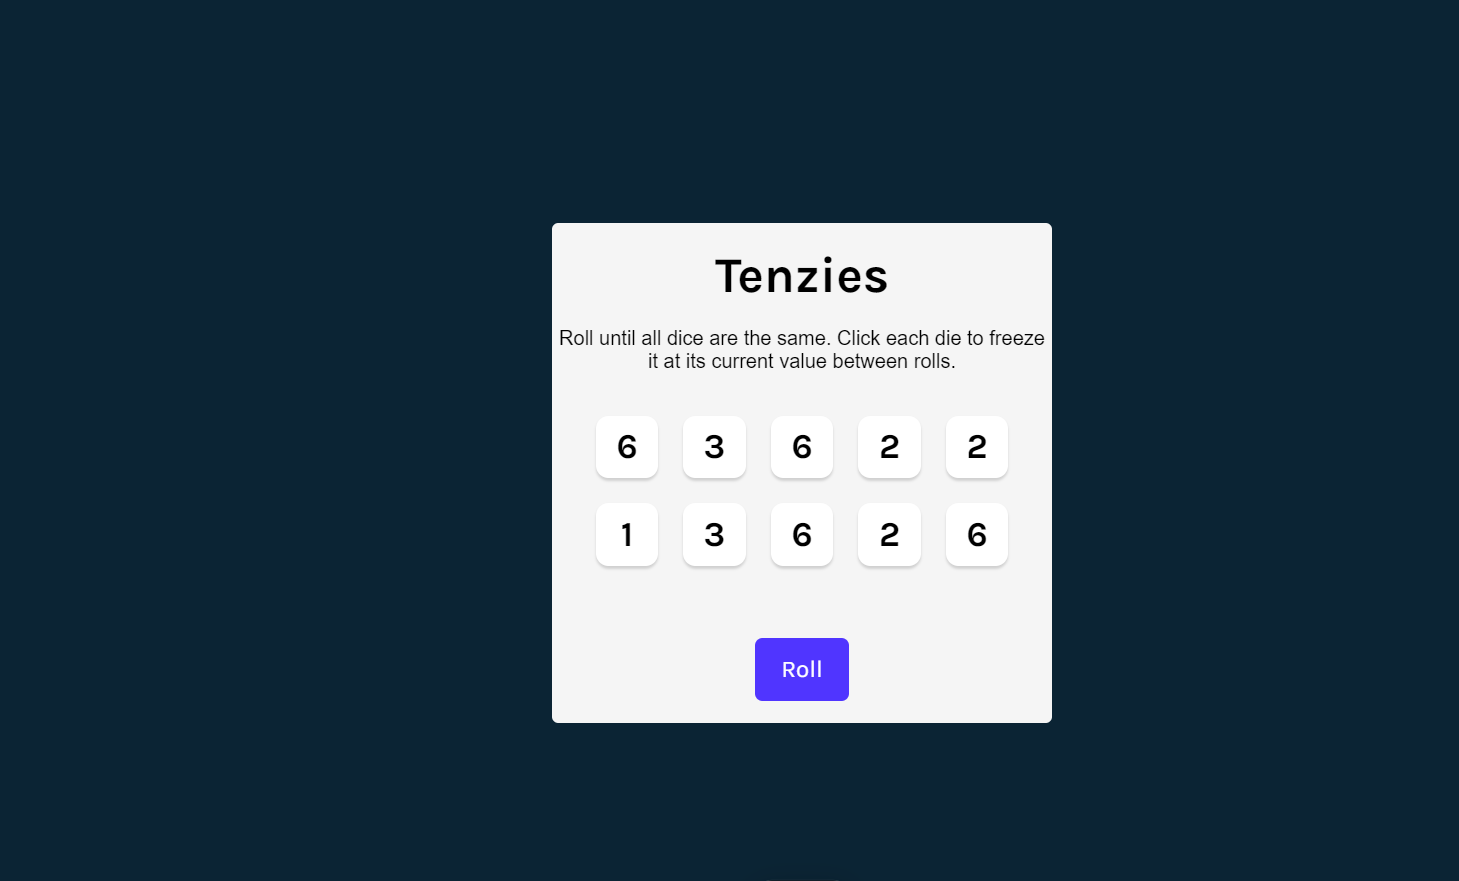 Tenzies
Roll until all dice are the same. Click each die to freeze
it at its current value between rolls.
6 3 6 2 2
1 3 6 2 6
Roll